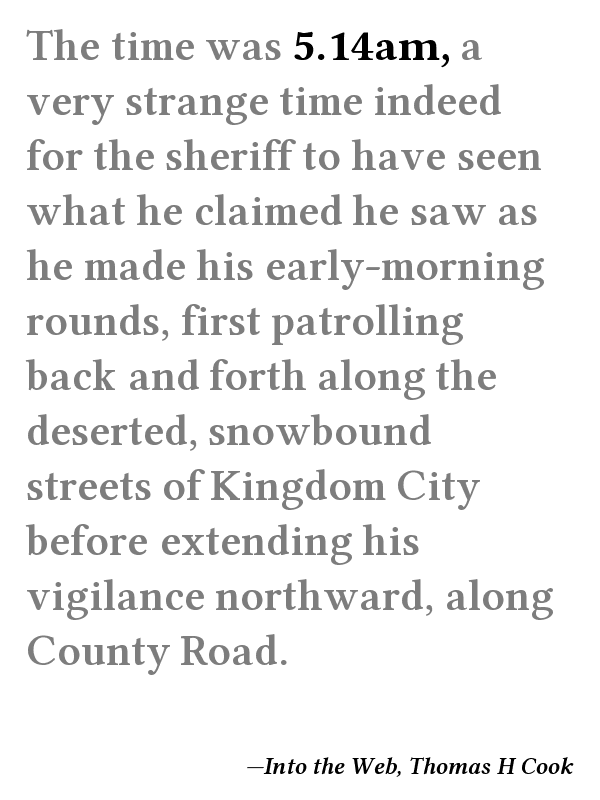 The time was 5.14am, a
very strange time indeed
for the sheriff to have seen
what he claimed he saw as
he made his early-morning
rounds, first patrolling
back and forth along the
deserted, snowbound
streets of Kingdom City
before extending his
vigilance northward, along
County Road.
—Into the Web, Thomas H Cook